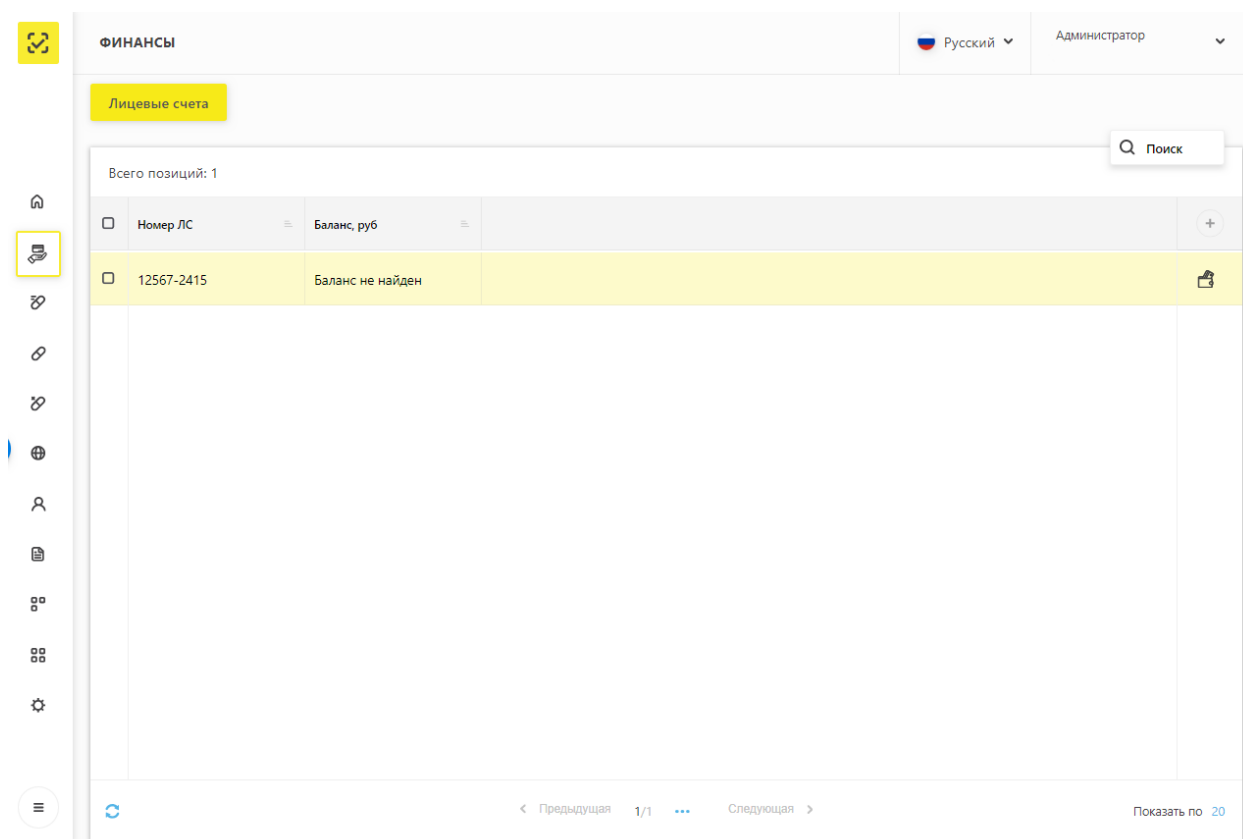 ФИНАНСЫ
Русский
Администратор
Лицевые счета
Поиск
Всего позиций: 1
Номер ЛС
Баланс, руб
12567-2415
Баланс не найден
Предыдущая 1/1 ••• Следующая
Показать по 20